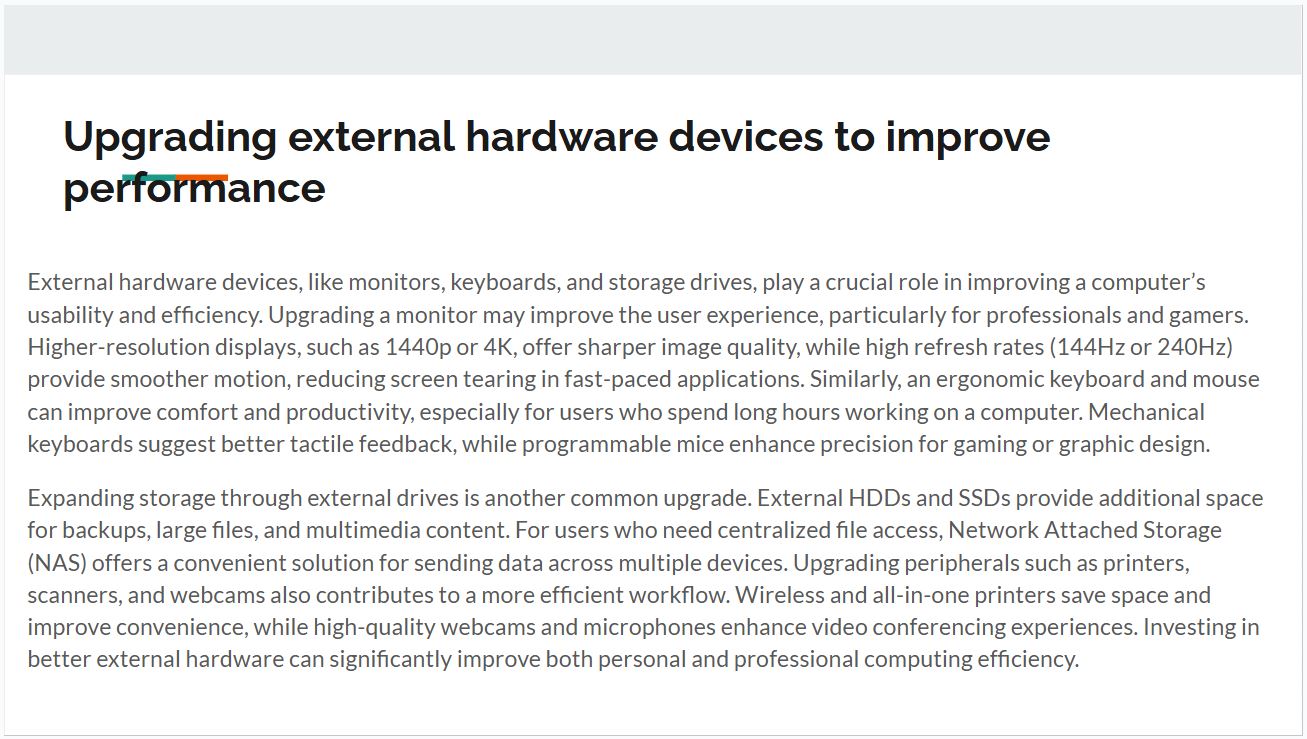 Upgrading external hardware devices to improve
performance
External hardware devices, like monitors, keyboards, and storage drives, play a crucial role in improving a computer’s
usability and efficiency. Upgrading a monitor may improve the user experience, particularly for professionals and gamers.
Higher-resolution displays, such as 1440p or 4K, offer sharper image quality, while high refresh rates (144Hz or 240Hz)
provide smoother motion, reducing screen tearing in fast-paced applications. Similarly, an ergonomic keyboard and mouse
can improve comfort and productivity, especially for users who spend long hours working on a computer. Mechanical
keyboards suggest better tactile feedback, while programmable mice enhance precision for gaming or graphic design.
Expanding storage through external drives is another common upgrade. External HDDs and SSDs provide additional space
for backups, large files, and multimedia content. For users who need centralized file access, Network Attached Storage
(NAS) offers a convenient solution for sending data across multiple devices. Upgrading peripherals such as printers,
scanners, and webcams also contributes to a more efficient workflow. Wireless and all-in-one printers save space and
improve convenience, while high-quality webcams and microphones enhance video conferencing experiences. Investing in
better external hardware can significantly improve both personal and professional computing efficiency.